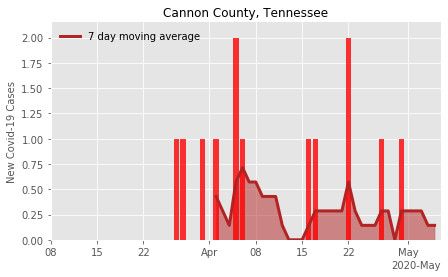 Cannon County, Tennessee
7 day moving average
New Covid-19 Cases
2.00
1.75
1.50
1.25
1.00
0.75
0.50
0.25
0.00
08 15 22 Apr 08 15 22 May
2020-May